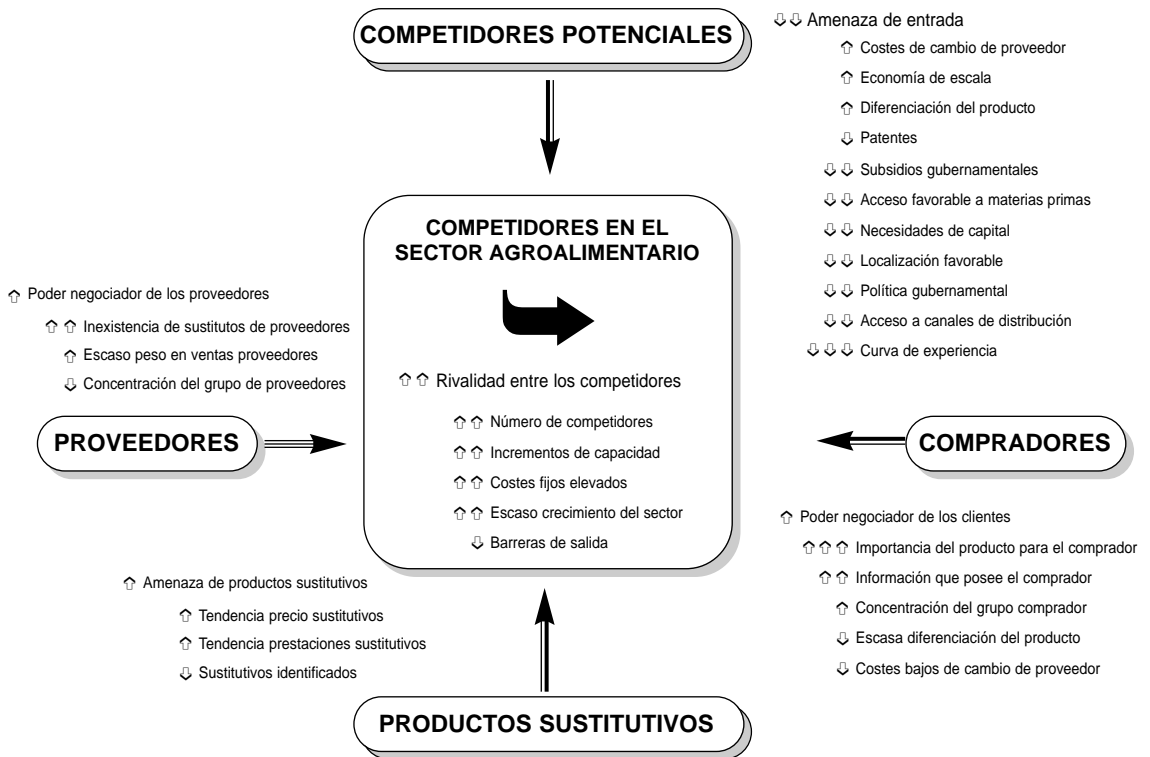 COMPETIDORES POTENCIALES
⇩⇩ Amenaza de entrada
⇧ Costes de cambio de proveedor
⇧ Economía de escala
⇧ Diferenciación del producto
⇩ Patentes
⇩⇩ Subsidios gubernamentales
⇩⇩ Acceso favorable a materias primas
⇩⇩ Necesidades de capital
⇩⇩ Localización favorable
⇩⇩ Política gubernamental
⇩⇩ Acceso a canales de distribución
⇩⇩⇩ Curva de experiencia
COMPETIDORES EN EL
SECTOR AGROALIMENTARIO
⇧⇧ Rivalidad entre los competidores
⇧⇧ Número de competidores
⇧⇧ Incrementos de capacidad
⇧⇧ Costes fijos elevados
⇧⇧ Escaso crecimiento del sector
⇩ Barreras de salida
⇧ Poder negociador de los proveedores
⇧⇧ Inexistencia de sustitutos de proveedores
⇧ Escaso peso en ventas proveedores
⇩ Concentración del grupo de proveedores
PROVEEDORES
COMPRADORES
⇧ Poder negociador de los clientes
⇧⇧⇧ Importancia del producto para el comprador
⇧⇧ Información que posee el comprador
⇧ Concentración del grupo comprador
⇩ Escasa diferenciación del producto
⇩ Costes bajos de cambio de proveedor
⇧ Amenaza de productos sustitutivos
⇧ Tendencia precio sustitutivos
⇧ Tendencia prestaciones sustitutivos
⇩ Sustitutivos identificados
PRODUCTOS SUSTITUTIVOS